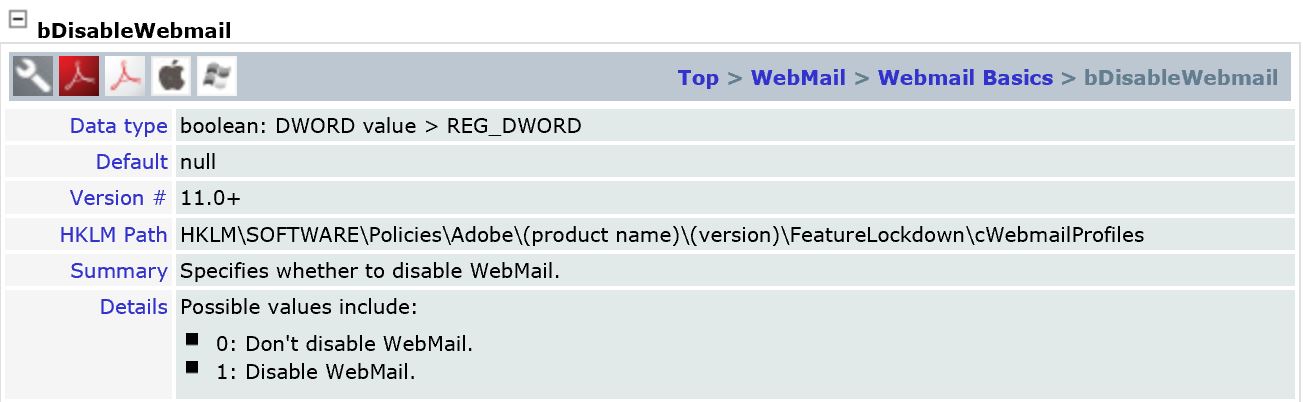 bDisableWebmail
Top > WebMail > Webmail Basics > bDisableWebmail
Data type boolean: DWORD value > REG_DWORD
Default null
Version # 11.0+
HKLM Path HKLM\SOFTWARE\Policies\Adobe\(product name)\(version)\FeatureLockdown\cWebmailProfiles
Summary Specifies whether to disable WebMail.
Details Possible values include:
0: Don't disable WebMail.
1: Disable WebMail.